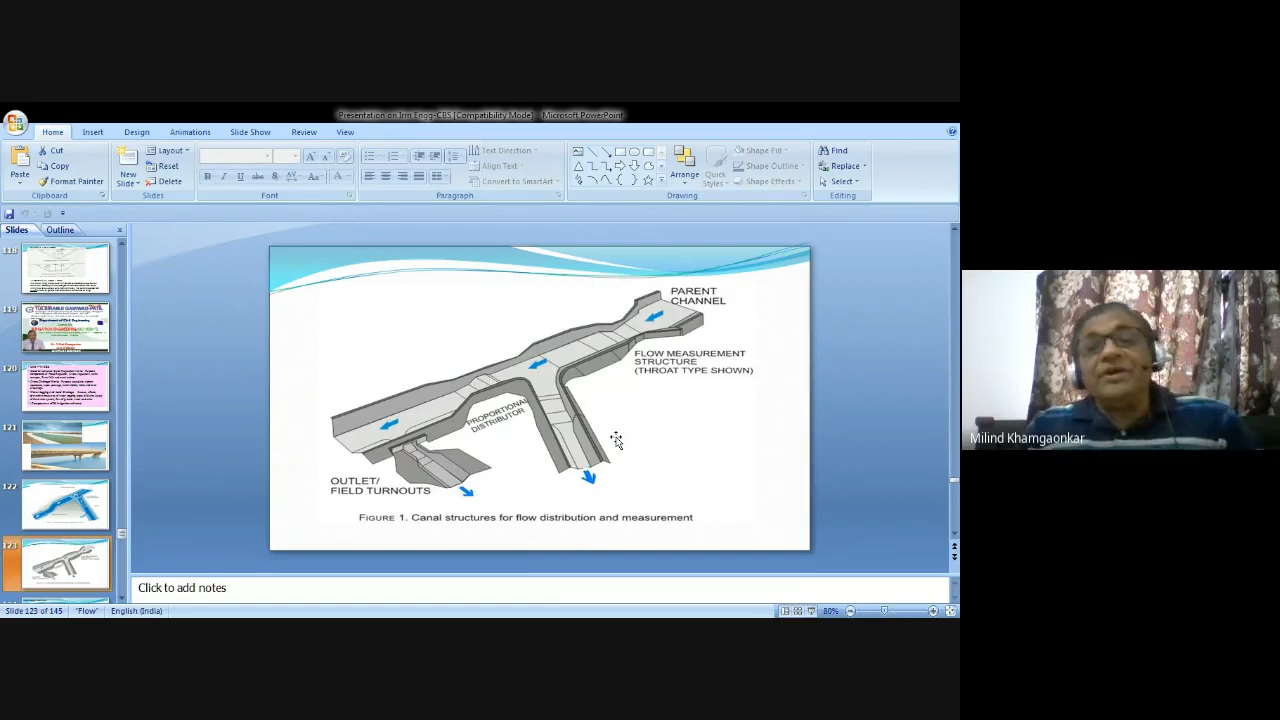 Presentation on Irrn Engg-CBS [Compatibility Mode] - Microsoft PowerPoint
Home Insert Design Animations Slide Show Review View
Paste
Cut
Copy
Format Painter
Clipboard
New
Slide
Layout
Reset
Delete
Slides
B I U abe S AV Aa A
Font
Text Direction
Align Text
Convert to SmartArt
Paragraph
Arrange
Quick
Styles
Shape Fill
Shape Outline
Shape Effects
Drawing
Find
Replace
Select
Editing
Slides Outline
118
119
120
121
122
123
PARENT
CHANNEL
FLOW MEASUREMENT
STRUCTURE
(THROAT TYPE SHOWN)
PROPORTIONAL
DISTRIBUTOR
OUTLET/
FIELD TURNOUTS
FIGURE 1. Canal structures for flow distribution and measurement
Click to add notes
Slide 123 of 145 "Flow" English (India) 80%
Milind Khamgaonkar